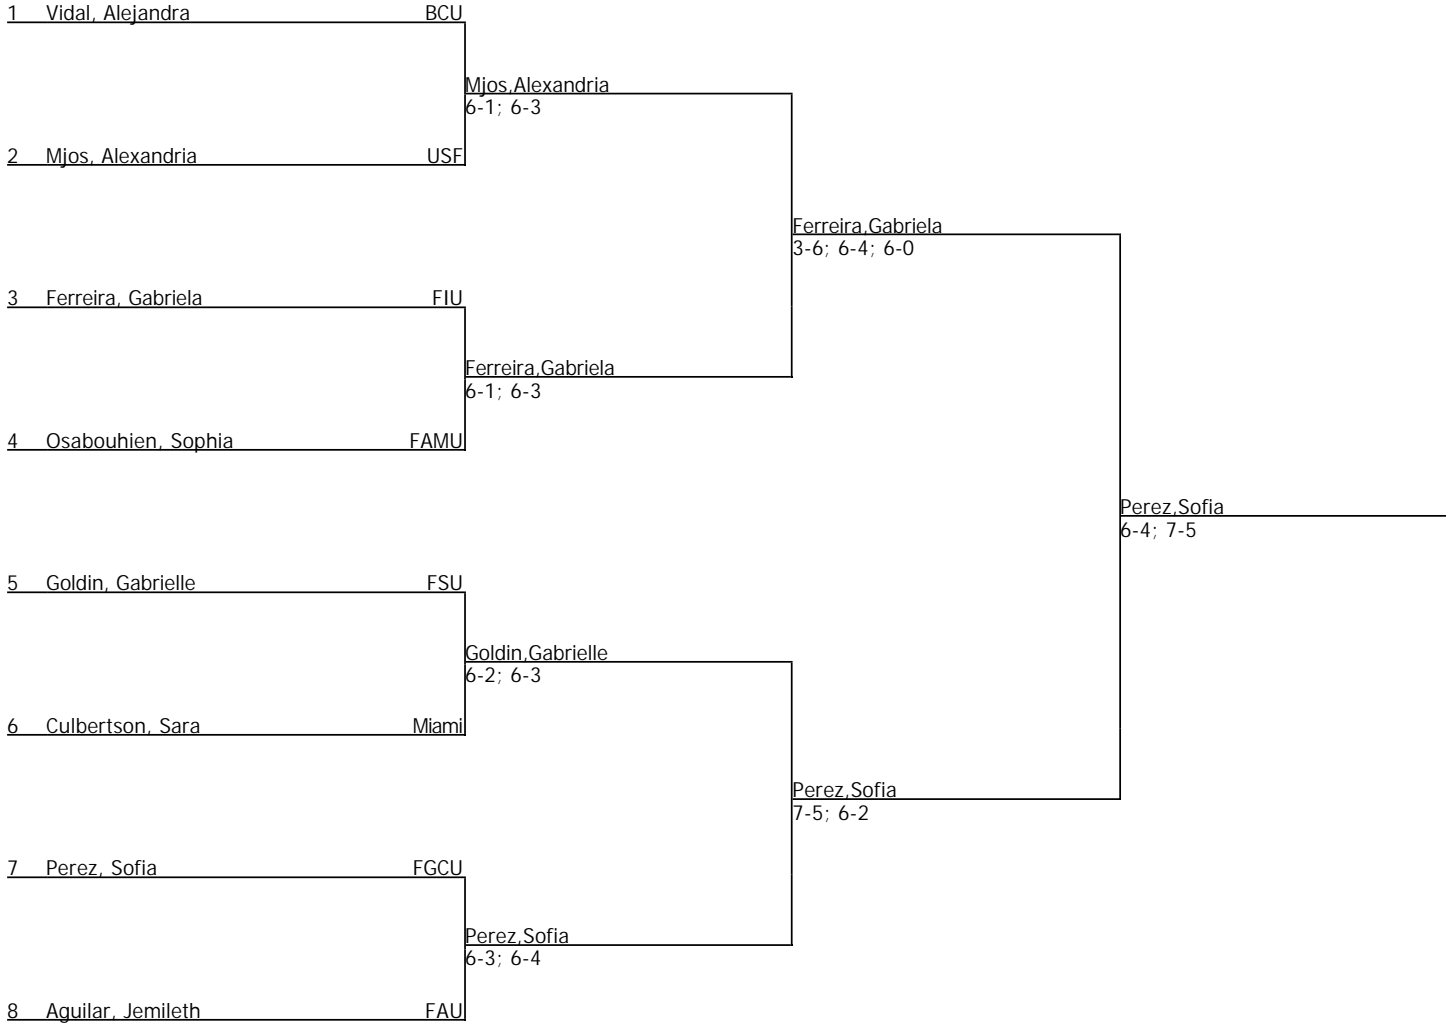 1 Vidal, Alejandra BCU
Mjos,Alexandria
6-1; 6-3
2 Mjos, Alexandria USF
Ferreira,Gabriela
3-6; 6-4; 6-0
3 Ferreira, Gabriela FIU
Ferreira,Gabriela
6-1; 6-3
4 Osabouhien, Sophia FAMU
Perez,Sofia
6-4; 7-5
5 Goldin, Gabrielle FSU
Goldin,Gabrielle
6-2; 6-3
6 Culbertson, Sara Miami
Perez,Sofia
7-5; 6-2
7 Perez, Sofia FGCU
Perez,Sofia
6-3; 6-4
8 Aguilar, Jemileth FAU